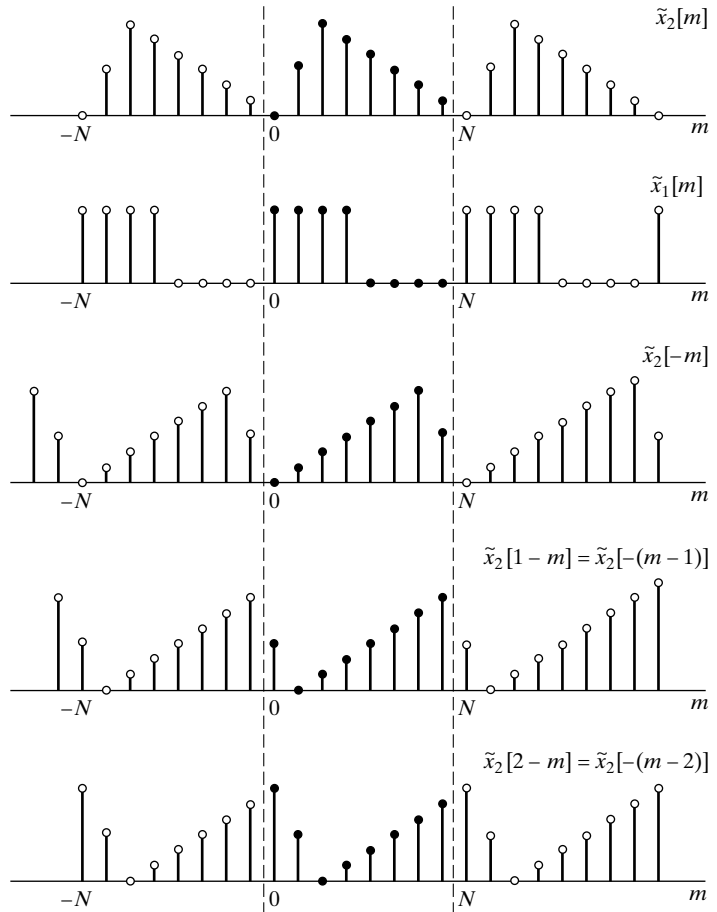 x̃₂[m]
–N 0 N m
x̃₁[m]
–N 0 N m
x̃₂[–m]
–N 0 N m
x̃₂[1 – m] = x̃₂[–(m – 1)]
–N 0 N m
x̃₂[2 – m] = x̃₂[–(m – 2)]
–N 0 N m